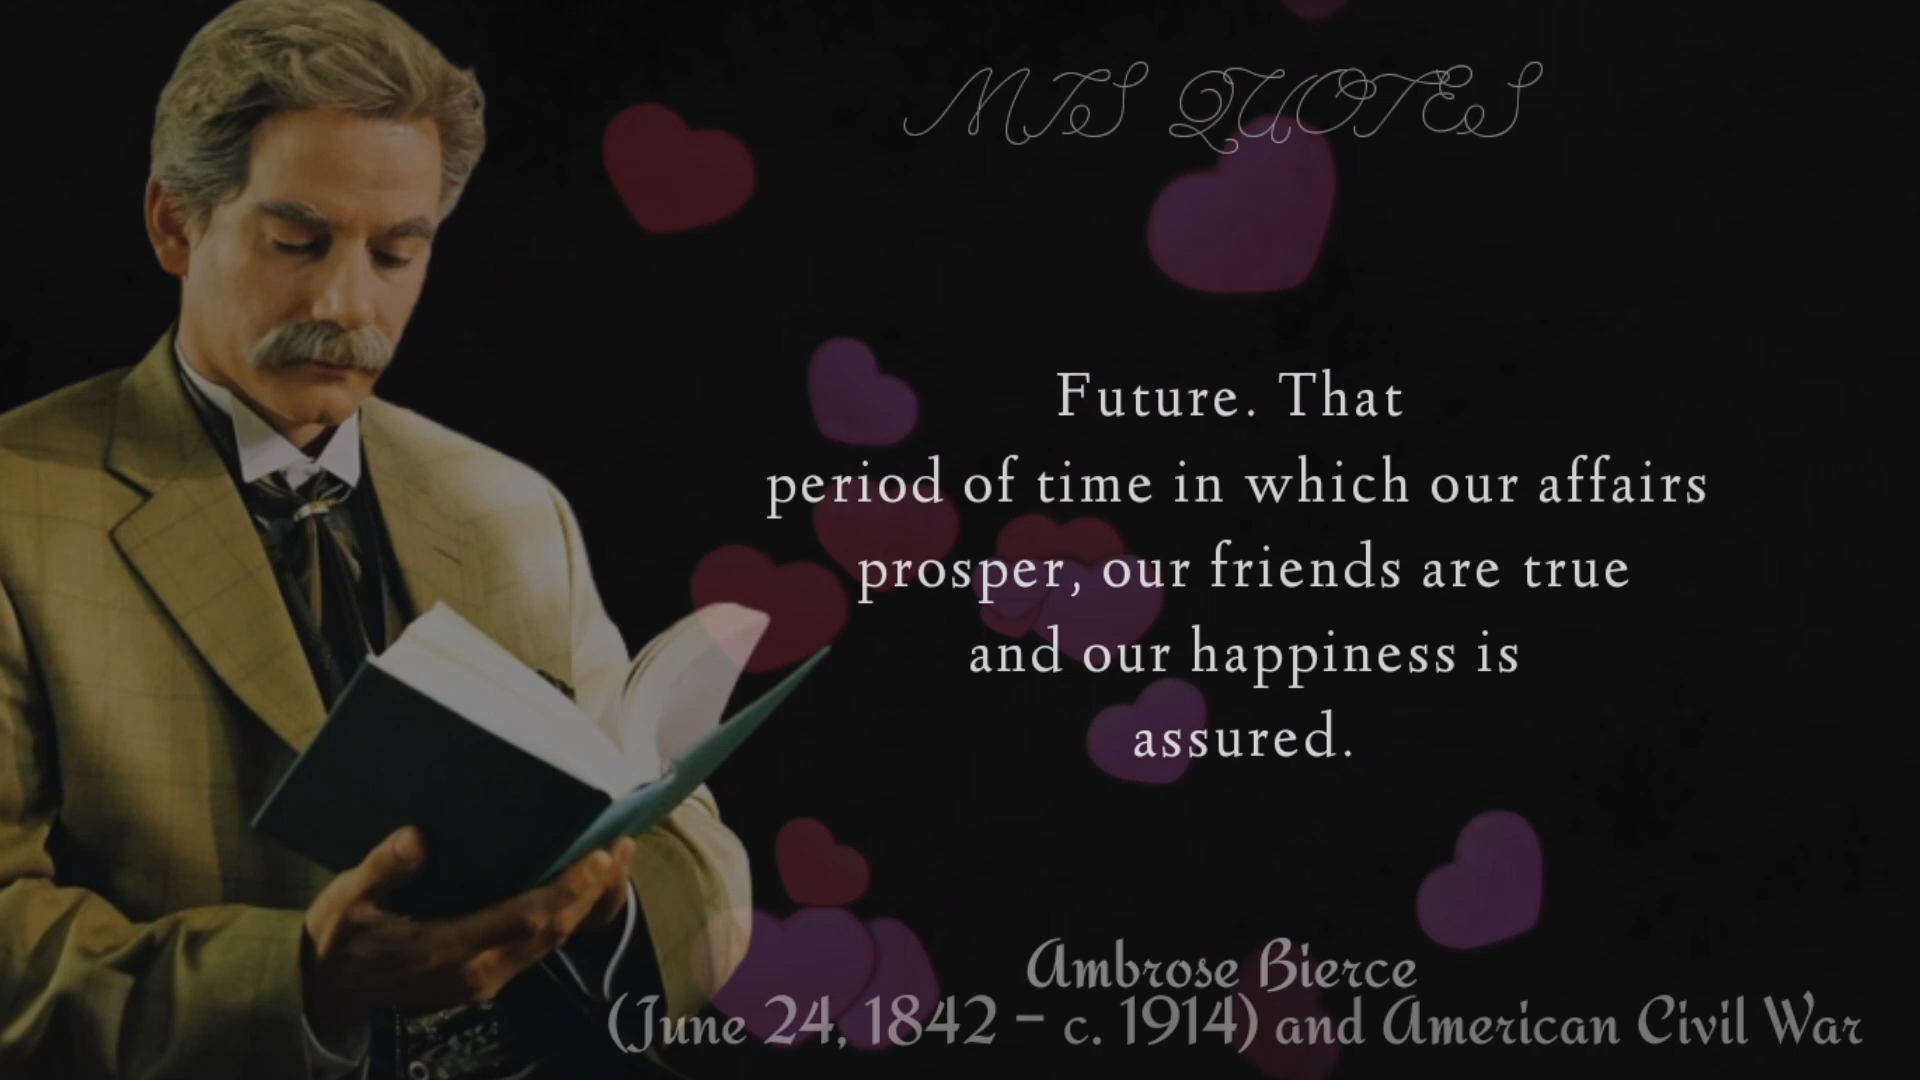 MTS QUOTES
Future. That
period of time in which our affairs
prosper, our friends are true
and our happiness is
assured.
Ambrose Bierce
(June 24, 1842 – c. 1914) and American Civil War